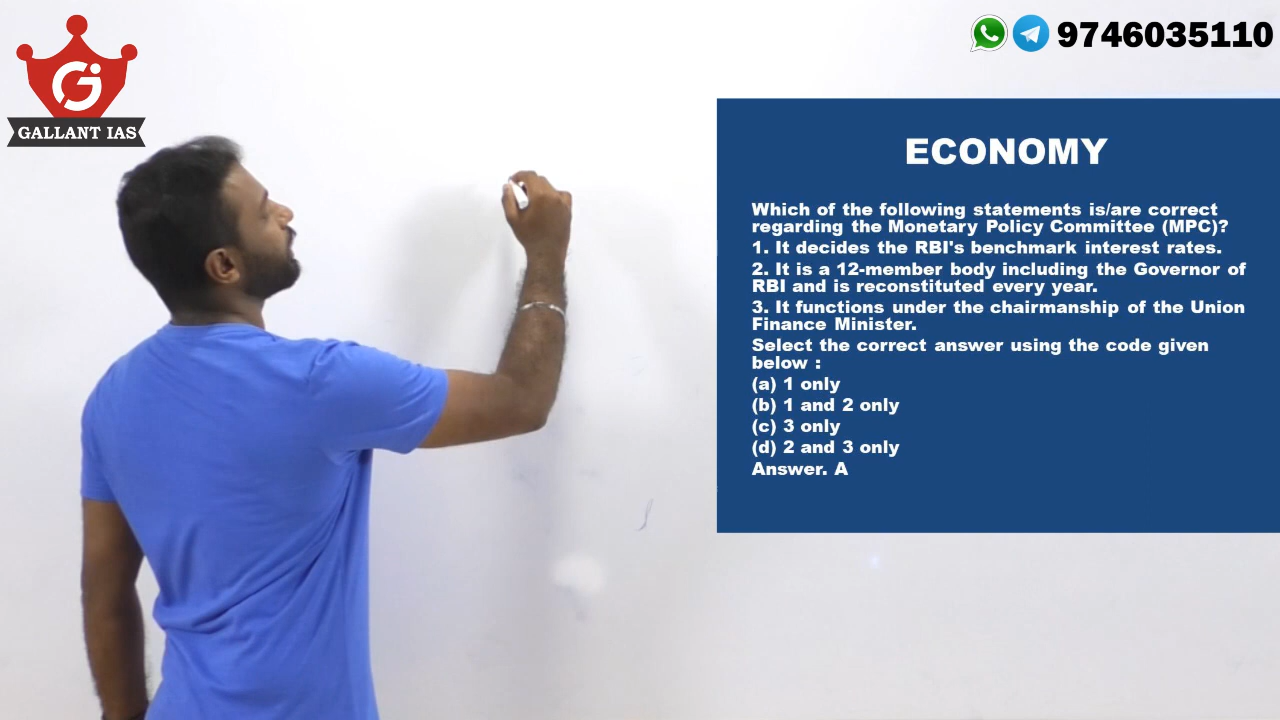 GALLANT IAS
9746035110
ECONOMY
Which of the following statements is/are correct
regarding the Monetary Policy Committee (MPC)?
1. It decides the RBI's benchmark interest rates.
2. It is a 12-member body including the Governor of
RBI and is reconstituted every year.
3. It functions under the chairmanship of the Union
Finance Minister.
Select the correct answer using the code given
below :
(a) 1 only
(b) 1 and 2 only
(c) 3 only
(d) 2 and 3 only
Answer. A